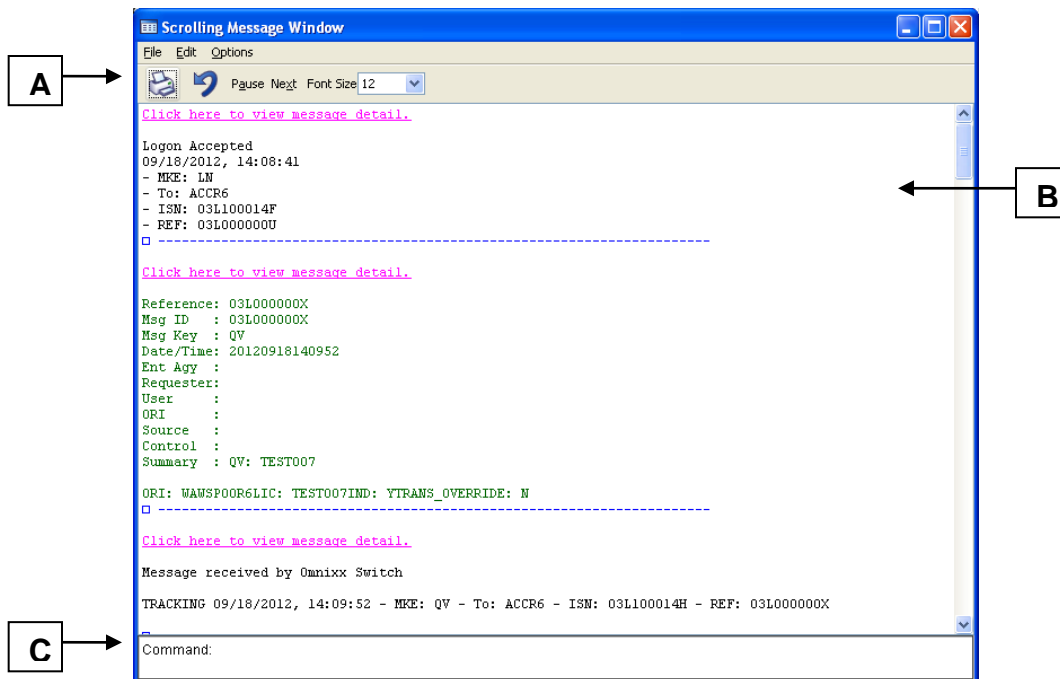 Scrolling Message Window
File Edit Options
A
Pause Next Font Size 12
Click here to view message detail.
Logon Accepted
09/18/2012, 14:08:41
- MKE: LN
- To: ACCR6
- ISN: 03L100014F
- REF: 03L000000U
B
----------------------------------------------------------------------
Click here to view message detail.
Reference: 03L000000X
Msg ID   : 03L000000X
Msg Key  : QV
Date/Time: 20120918140952
Ent Agy  :
Requester:
User     :
ORI      :
Source   :
Control  :
Summary  : QV: TEST007
ORI: WAWSP00R6LIC: TEST007IND: YTRANS_OVERRIDE: N
----------------------------------------------------------------------
Click here to view message detail.
Message received by Omnixx Switch
TRACKING 09/18/2012, 14:09:52 - MKE: QV - To: ACCR6 - ISN: 03L100014H - REF: 03L000000X
C
Command: